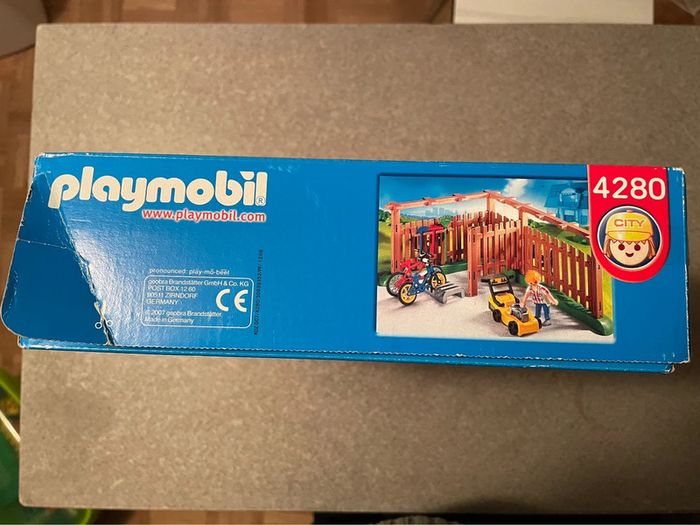 playmobil®
www.playmobil.com
pronounced: play-mo-beel
geobra Brandstätter GmbH & Co. KG
POST BOX 12 60
90511 ZIRNDORF
GERMANY
CE
© 2007 geobra Brandstätter
Made in Germany
4280
CITY